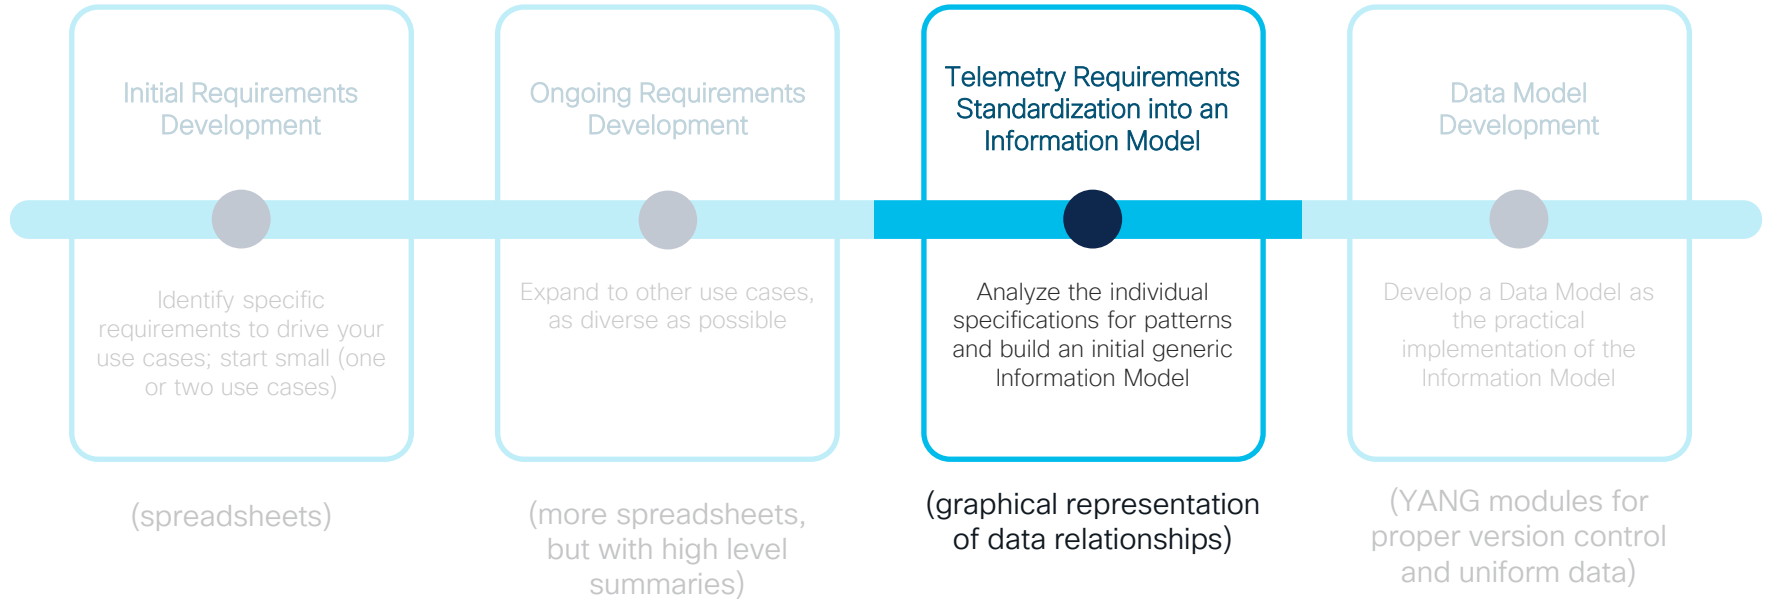 Initial Requirements
Development
Identify specific
requirements to drive your
use cases; start small (one
or two use cases)
(spreadsheets)
Ongoing Requirements
Development
Expand to other use cases,
as diverse as possible
(more spreadsheets,
but with high level
summaries)
Telemetry Requirements
Standardization into an
Information Model
Analyze the individual
specifications for patterns
and build an initial generic
Information Model
(graphical representation
of data relationships)
Data Model
Development
Develop a Data Model as
the practical
implementation of the
Information Model
(YANG modules for
proper version control
and uniform data)